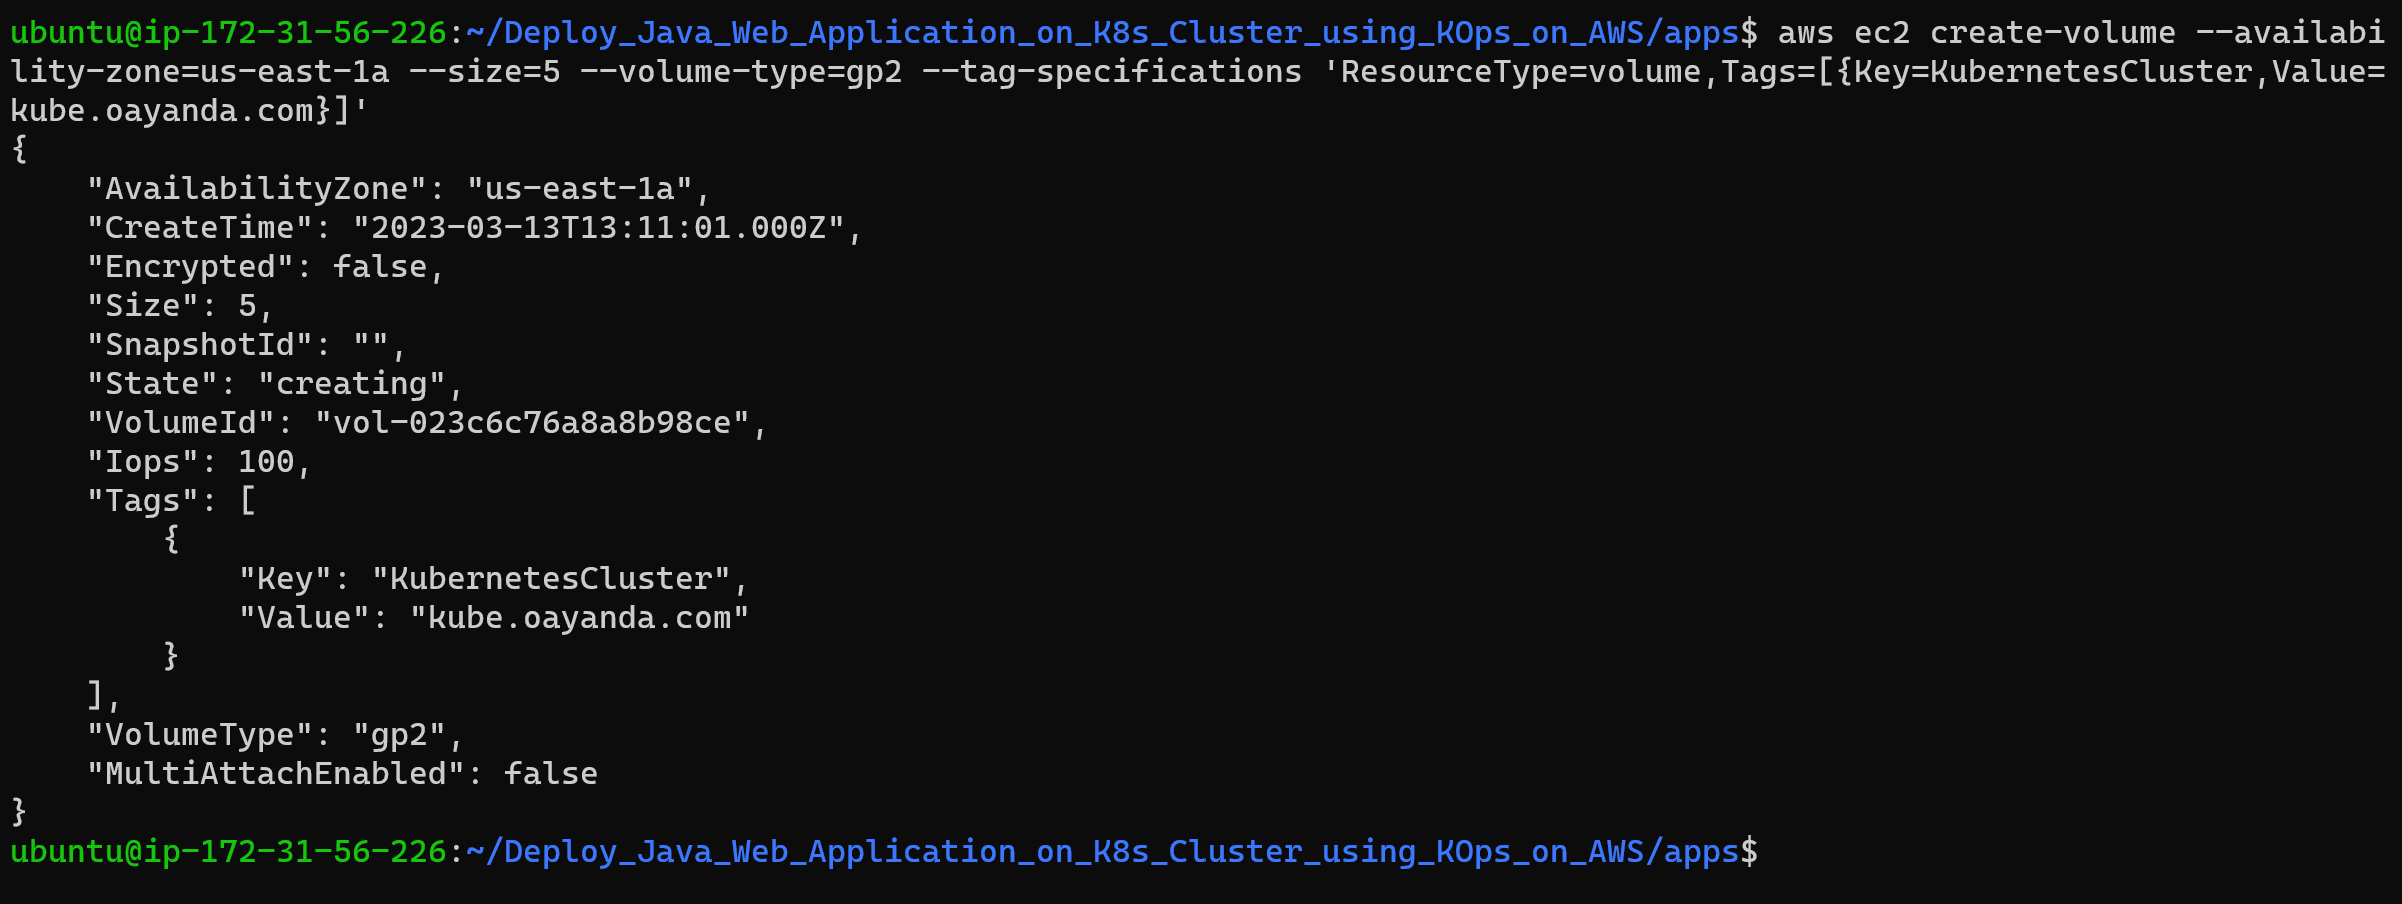 ubuntu@ip-172-31-56-226:~/Deploy_Java_Web_Application_on_K8s_Cluster_using_KOps_on_AWS/apps$ aws ec2 create-volume --availabi
lity-zone=us-east-1a --size=5 --volume-type=gp2 --tag-specifications 'ResourceType=volume,Tags=[{Key=KubernetesCluster,Value=
kube.oayanda.com}]'
{
    "AvailabilityZone": "us-east-1a",
    "CreateTime": "2023-03-13T13:11:01.000Z",
    "Encrypted": false,
    "Size": 5,
    "SnapshotId": "",
    "State": "creating",
    "VolumeId": "vol-023c6c76a8a8b98ce",
    "Iops": 100,
    "Tags": [
        {
            "Key": "KubernetesCluster",
            "Value": "kube.oayanda.com"
        }
    ],
    "VolumeType": "gp2",
    "MultiAttachEnabled": false
}
ubuntu@ip-172-31-56-226:~/Deploy_Java_Web_Application_on_K8s_Cluster_using_KOps_on_AWS/apps$